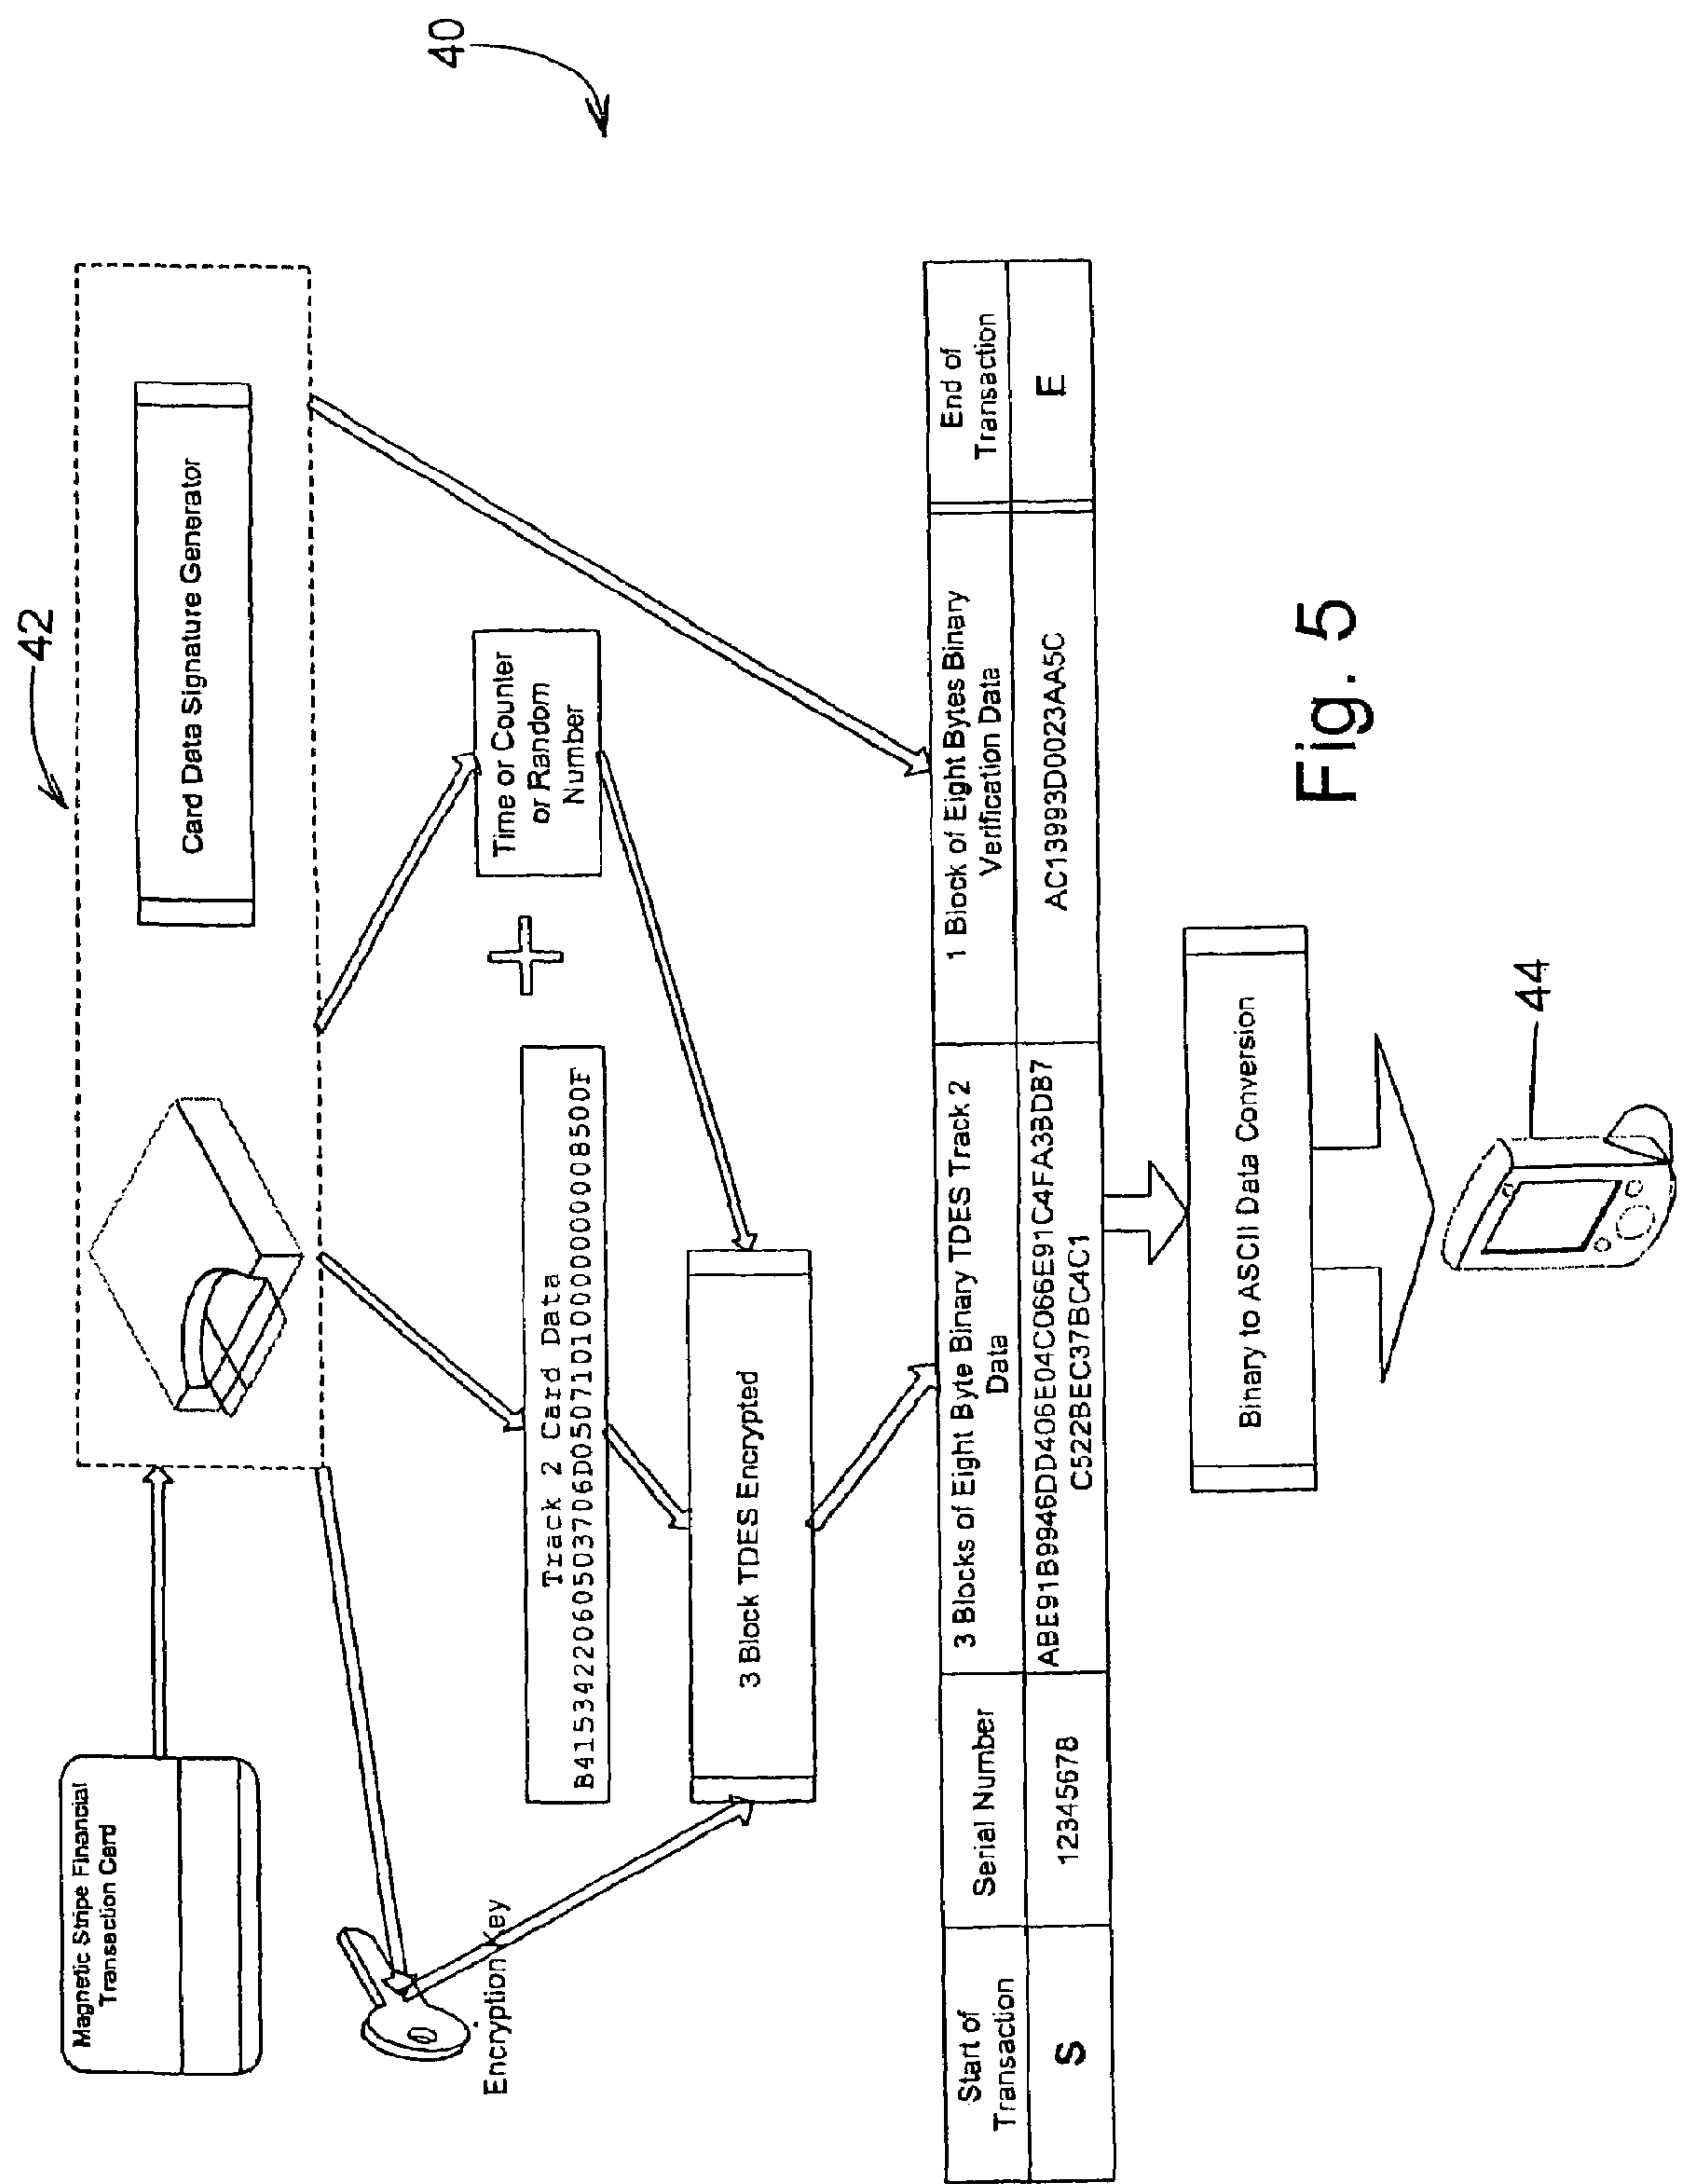 42
40
Magnetic Stripe Financial
Transaction Card
Card Data Signature Generator
Encryption Key
Track 2 Card Data
B4153422060503706D05071010000000008500F
Time or Counter
or Random
Number
3 Block TDES Encrypted
Start of
Transaction
Serial Number
3 Blocks of Eight Byte Binary TDES Track 2
Data
1 Block of Eight Bytes Binary
Verification Data
End of
Transaction
S
12345678
ABE91B9946DD406E04C066E91C4FA3BDB7
C522BEC37BC4C1
AC13993D0023AA5C
E
Binary to ASCII Data Conversion
44
Fig. 5